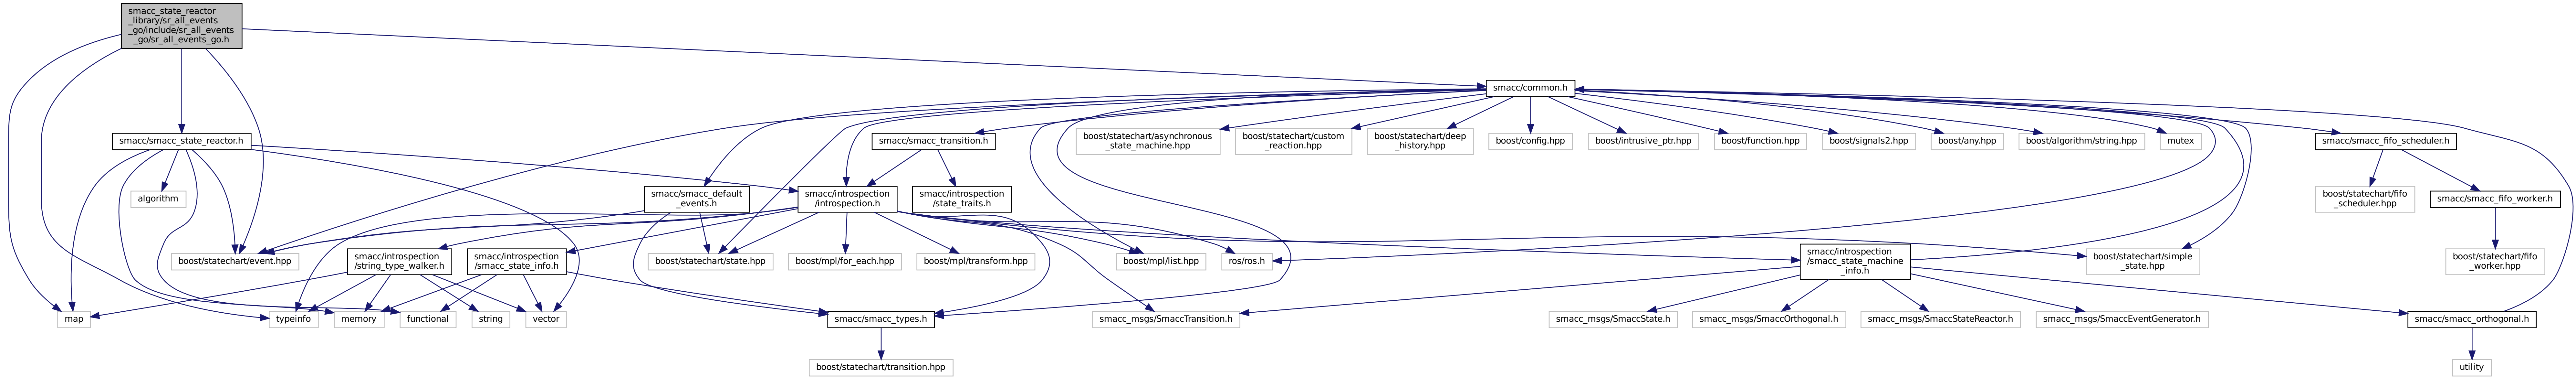 smacc_state_reactor
_library/sr_all_events
_go/include/sr_all_events
_go/sr_all_events_go.h
smacc/common.h
smacc/smacc_state_reactor.h
smacc/smacc_transition.h
boost/statechart/asynchronous
_state_machine.hpp
boost/statechart/custom
_reaction.hpp
boost/statechart/deep
_history.hpp
boost/config.hpp
boost/intrusive_ptr.hpp
boost/function.hpp
boost/signals2.hpp
boost/any.hpp
boost/algorithm/string.hpp
mutex
smacc/smacc_fifo_scheduler.h
algorithm
smacc/smacc_default
_events.h
smacc/introspection
/introspection.h
smacc/introspection
/state_traits.h
boost/statechart/fifo
_scheduler.hpp
smacc/smacc_fifo_worker.h
boost/statechart/event.hpp
smacc/introspection
/string_type_walker.h
smacc/introspection
/smacc_state_info.h
boost/statechart/state.hpp
boost/mpl/for_each.hpp
boost/mpl/transform.hpp
boost/mpl/list.hpp
ros/ros.h
smacc/introspection
/smacc_state_machine
_info.h
boost/statechart/simple
_state.hpp
boost/statechart/fifo
_worker.hpp
map
typeinfo
memory
functional
string
vector
smacc/smacc_types.h
smacc_msgs/SmaccTransition.h
smacc_msgs/SmaccState.h
smacc_msgs/SmaccOrthogonal.h
smacc_msgs/SmaccStateReactor.h
smacc_msgs/SmaccEventGenerator.h
smacc/smacc_orthogonal.h
boost/statechart/transition.hpp
utility